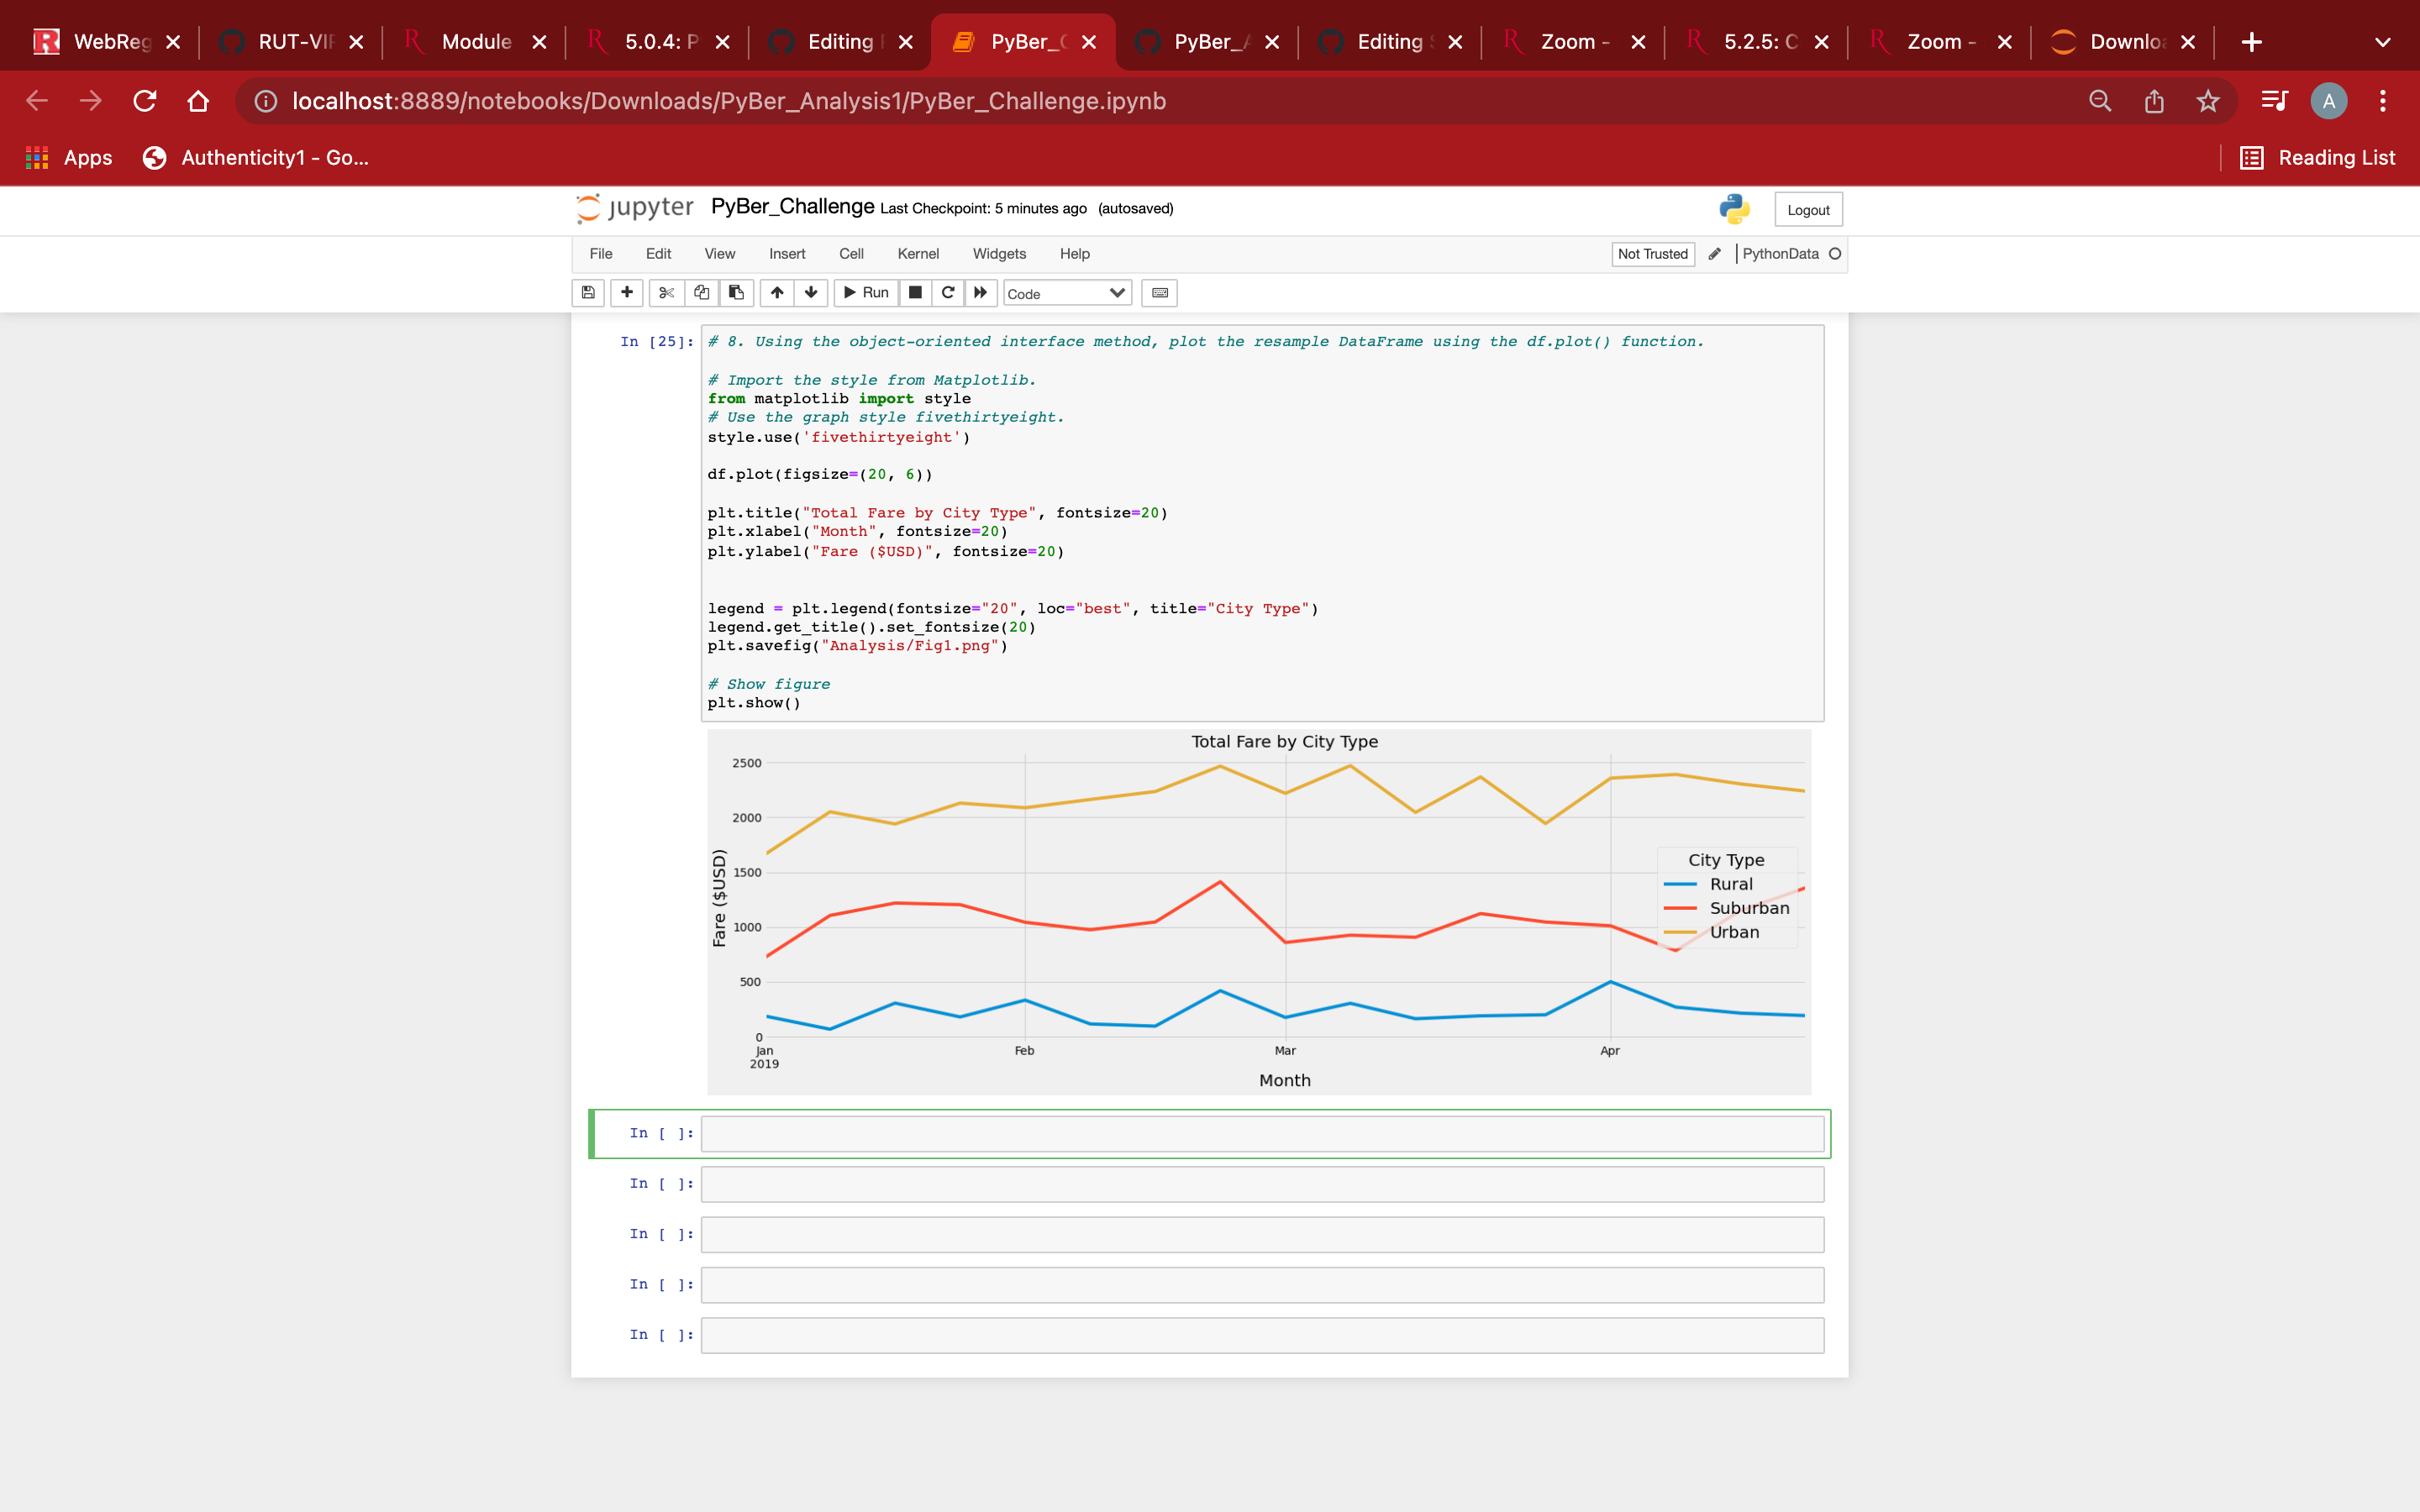 WebReg RUT-VIR Module 5.0.4: P Editing PyBer_C PyBer_A Editing Zoom - 5.2.5: C Zoom - Downloa
localhost:8889/notebooks/Downloads/PyBer_Analysis1/PyBer_Challenge.ipynb A
Apps Authenticity1 - Go... Reading List
jupyter PyBer_Challenge Last Checkpoint: 5 minutes ago (autosaved) Logout
File Edit View Insert Cell Kernel Widgets Help Not Trusted PythonData
Run Code
In [25]: # 8. Using the object-oriented interface method, plot the resample DataFrame using the df.plot() function.
# Import the style from Matplotlib.
from matplotlib import style
# Use the graph style fivethirtyeight.
style.use('fivethirtyeight')
df.plot(figsize=(20, 6))
plt.title("Total Fare by City Type", fontsize=20)
plt.xlabel("Month", fontsize=20)
plt.ylabel("Fare ($USD)", fontsize=20)
legend = plt.legend(fontsize="20", loc="best", title="City Type")
legend.get_title().set_fontsize(20)
plt.savefig("Analysis/Fig1.png")
# Show figure
plt.show()
Total Fare by City Type
2500
2000
1500
1000
500
0
Fare ($USD)
City Type
Rural
Suburban
Urban
Jan Feb Mar Apr
2019
Month
In [ ]:
In [ ]:
In [ ]:
In [ ]:
In [ ]: